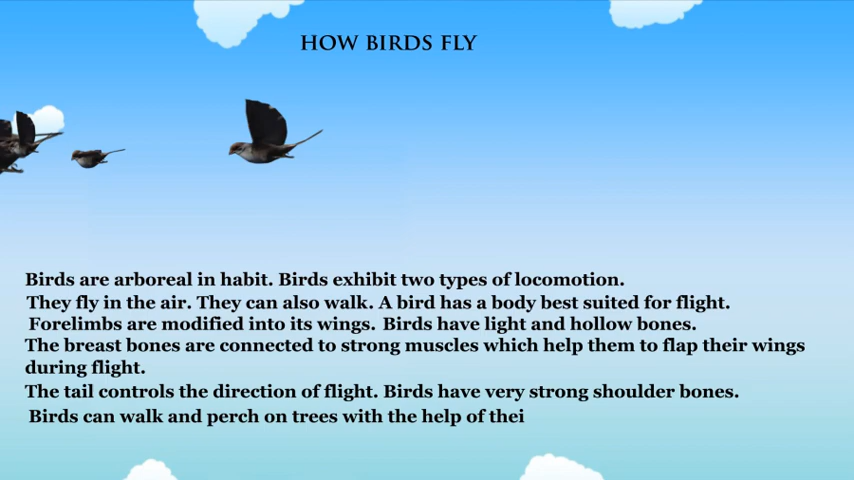 HOW BIRDS FLY
Birds are arboreal in habit. Birds exhibit two types of locomotion.
They fly in the air. They can also walk. A bird has a body best suited for flight.
Forelimbs are modified into its wings. Birds have light and hollow bones.
The breast bones are connected to strong muscles which help them to flap their wings
during flight.
The tail controls the direction of flight. Birds have very strong shoulder bones.
Birds can walk and perch on trees with the help of thei